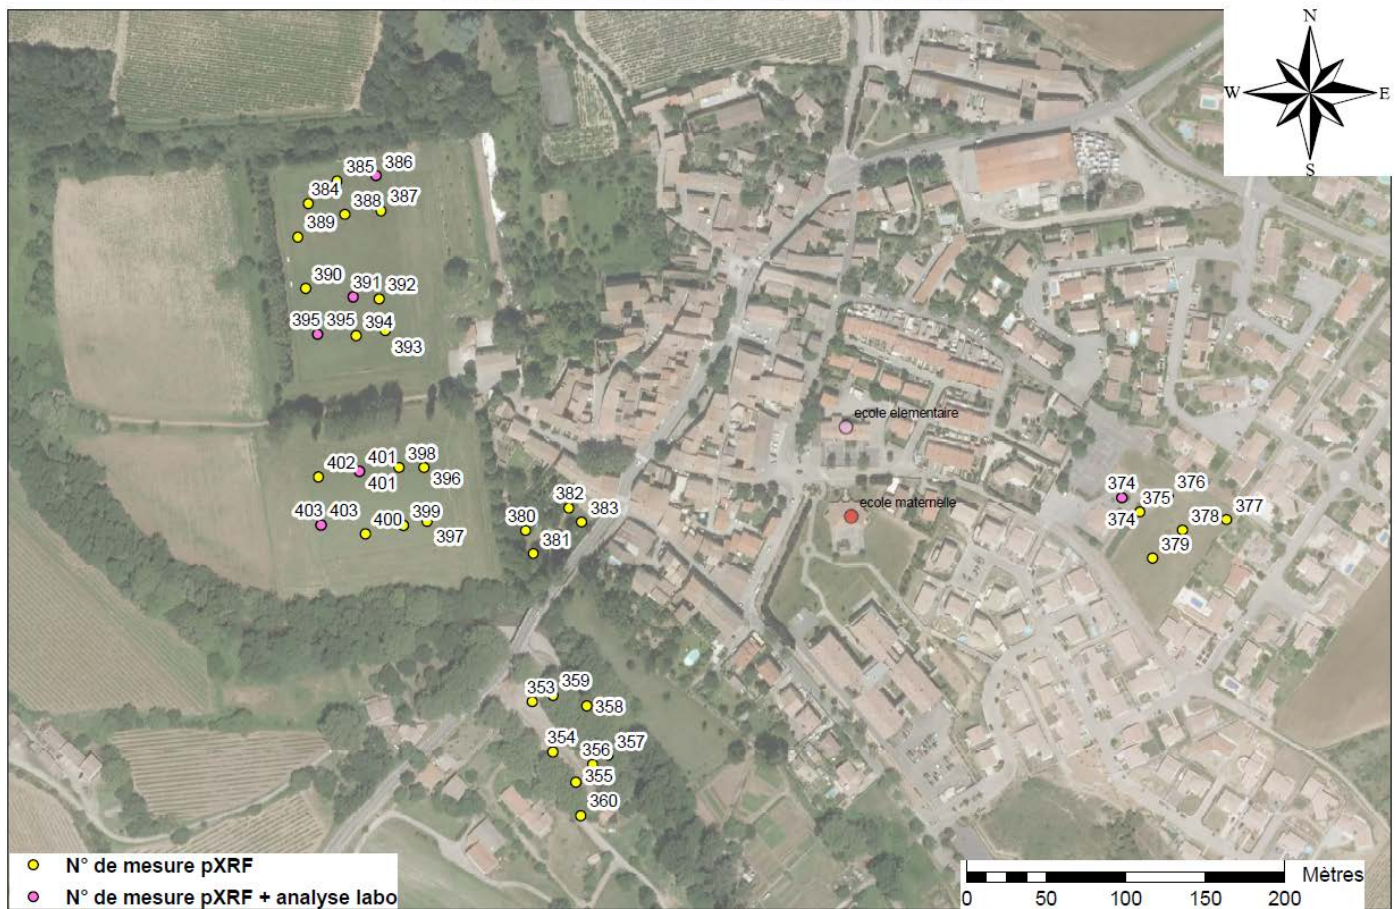 N
W E
S
385 386
384
388 387
389
390
391 392
395 395 394
393
402 401 398
401 396
403 403 400 399
397
ecole elementaire
ecole maternelle
382
380 383
381
374 376
375 377
374 378
379
353 359
358
354
356 357
355
360
N° de mesure pXRF
N° de mesure pXRF + analyse labo
Mètres
0 50 100 200